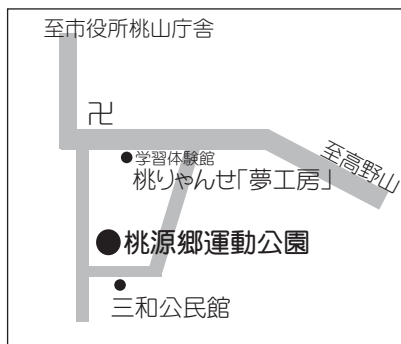 至市役所桃山庁舎
卍
学習体験館
桃りゃんせ「夢工房」
至高野山
桃源郷運動公園
三和公民館